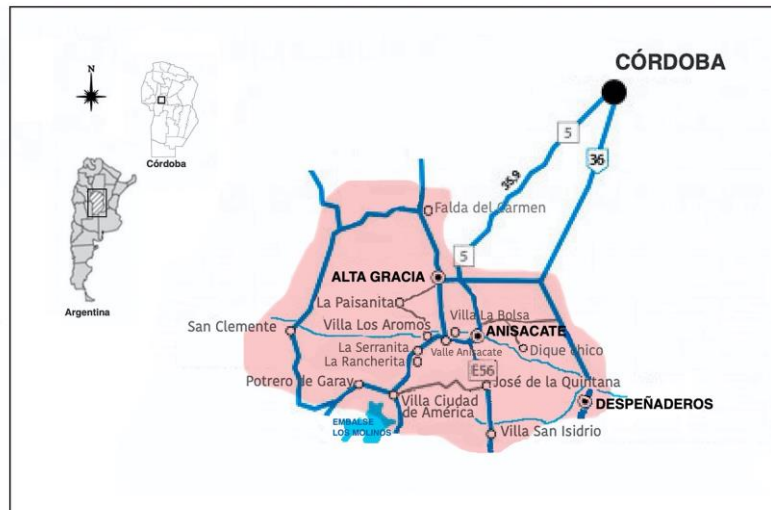 CÓRDOBA
N
5
36
Córdoba
35,9
Falda del Carmen
5
ALTA GRACIA
Argentina
La Paisanita
Villa La Bolsa
San Clemente
Villa Los Aromos
ANISACATE
La Serranita
Valle Anisacate
Dique chico
La Rancherita
E56
Potrero de Garay
José de la Quintana
Villa Ciudad
de América
DESPEÑADEROS
EMBAESE
LOS MOLINOS
Villa San Isidrio